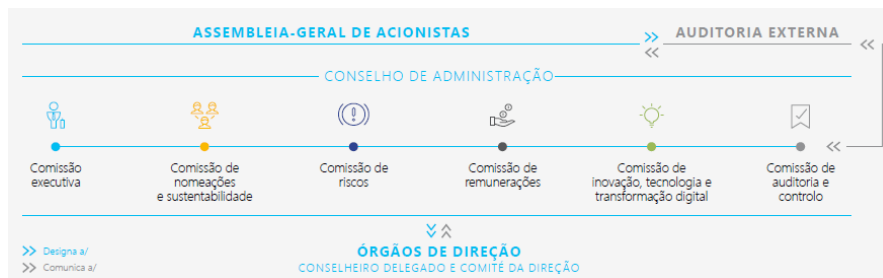 ASSEMBLEIA-GERAL DE ACIONISTAS
AUDITORIA EXTERNA
CONSELHO DE ADMINISTRAÇÃO
Comissão
executiva
Comissão de
nomeações
e sustentabilidade
Comissão de
riscos
Comissão de
remunerações
Comissão de
inovação, tecnologia e
transformação digital
Comissão de
auditoria e
controlo
ÓRGÃOS DE DIREÇÃO
CONSELHEIRO DELEGADO E COMITÉ DA DIREÇÃO
Designa a/
Comunica a/